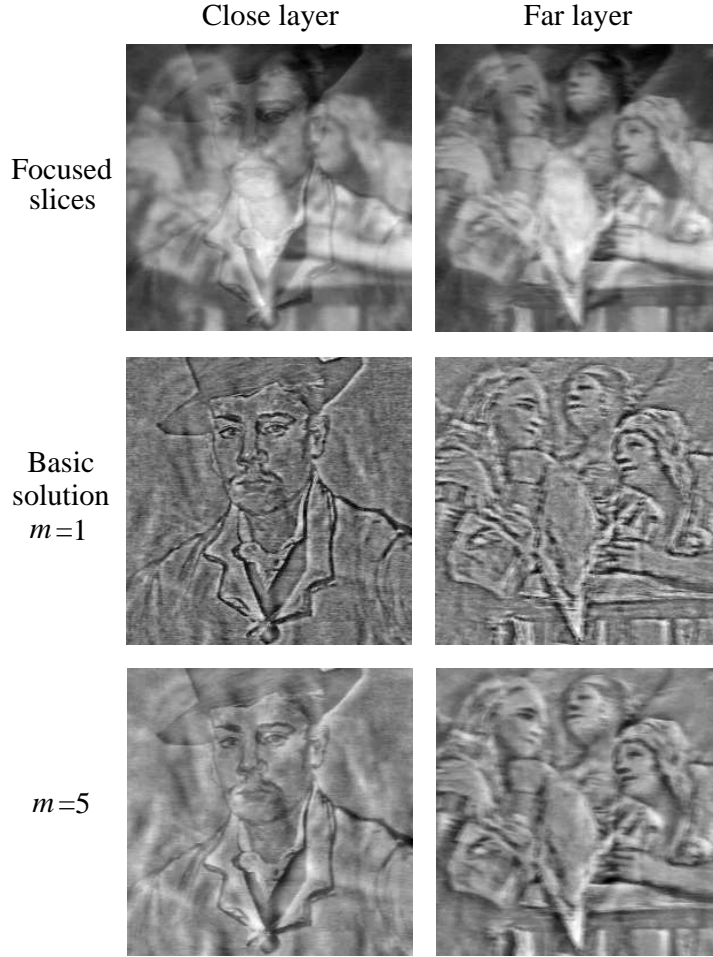 Close layer
Far layer
Focused
slices
Basic
solution
m=1
m=5